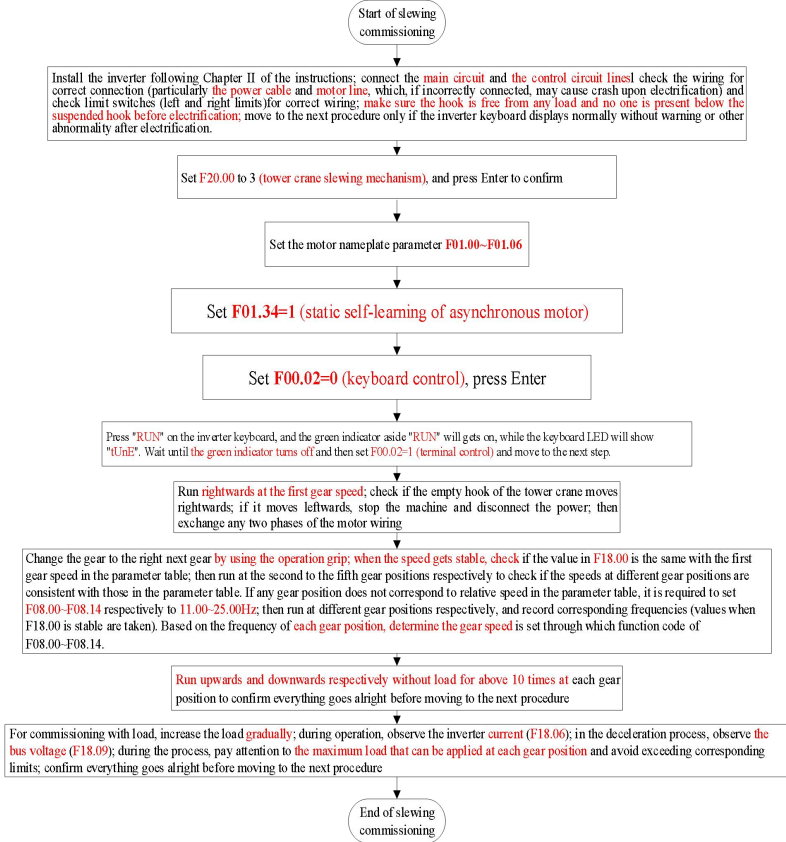 Start of slewing
commissioning
Install the inverter following Chapter II of the instructions; connect the main circuit and the control circuit linesl check the wiring for
correct connection (particularly the power cable and motor line, which, if incorrectly connected, may cause crash upon electrification) and
check limit switches (left and right limits)for correct wiring; make sure the hook is free from any load and no one is present below the
suspended hook before electrification; move to the next procedure only if the inverter keyboard displays normally without warning or other
abnormality after electrification.
Set F20.00 to 3 (tower crane slewing mechanism), and press Enter to confirm
Set the motor nameplate parameter F01.00~F01.06
Set F01.34=1 (static self-learning of asynchronous motor)
Set F00.02=0 (keyboard control), press Enter
Press "RUN" on the inverter keyboard, and the green indicator aside "RUN" will gets on, while the keyboard LED will show
"tUnE". Wait until the green indicator turns off and then set F00.02=1 (terminal control) and move to the next step.
Run rightwards at the first gear speed; check if the empty hook of the tower crane moves
rightwards; if it moves leftwards, stop the machine and disconnect the power; then
exchange any two phases of the motor wiring
Change the gear to the right next gear by using the operation grip; when the speed gets stable, check if the value in F18.00 is the same with the first
gear speed in the parameter table; then run at the second to the fifth gear positions respectively to check if the speeds at different gear positions are
consistent with those in the parameter table. If any gear position does not correspond to relative speed in the parameter table, it is required to set
F08.00~F08.14 respectively to 11.00~25.00Hz; then run at different gear positions respectively, and record corresponding frequencies (values when
F18.00 is stable are taken). Based on the frequency of each gear position, determine the gear speed is set through which function code of
F08.00~F08.14.
Run upwards and downwards respectively without load for above 10 times at each gear
position to confirm everything goes alright before moving to the next procedure
For commissioning with load, increase the load gradually; during operation, observe the inverter current (F18.06); in the deceleration process, observe the
bus voltage (F18.09); during the process, pay attention to the maximum load that can be applied at each gear position and avoid exceeding corresponding
limits; confirm everything goes alright before moving to the next procedure
End of slewing
commissioning